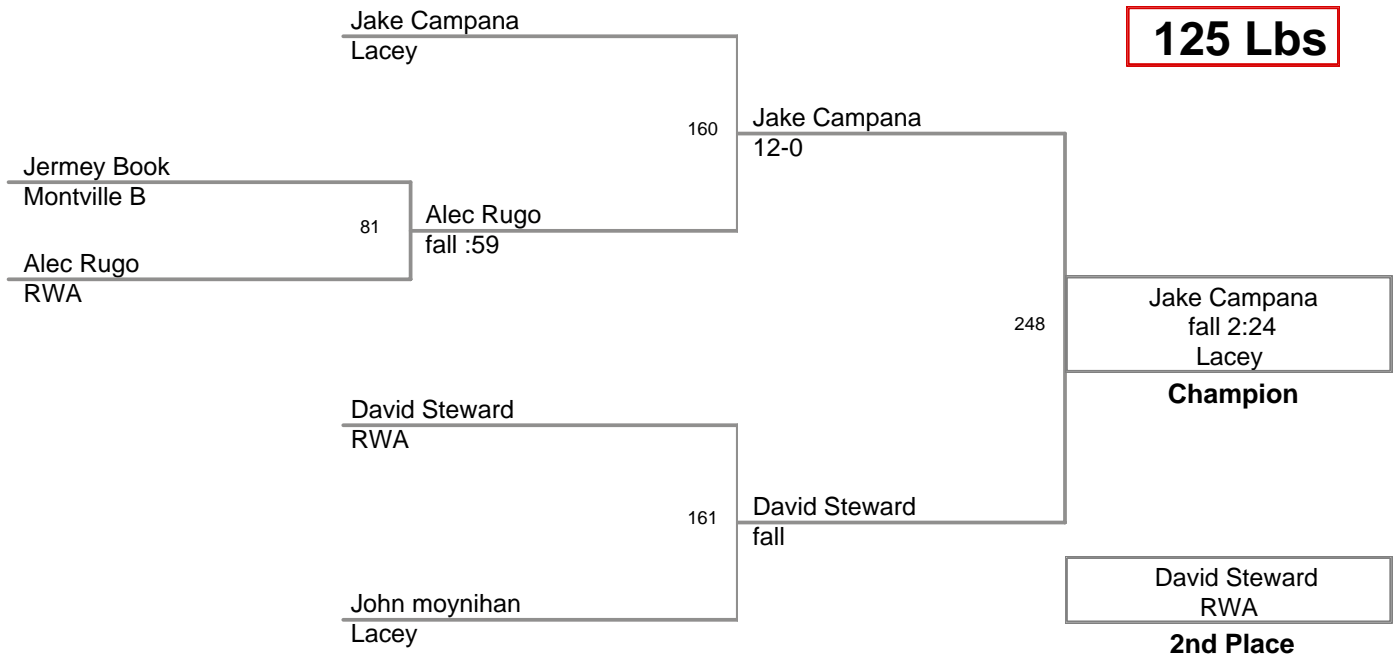 125 Lbs
Jake Campana
Lacey
160
Jake Campana
12-0
Jermey Book
Montville B
81
Alec Rugo
fall :59
Alec Rugo
RWA
248
Jake Campana
fall 2:24
Lacey
Champion
David Steward
RWA
161
David Steward
fall
John moynihan
Lacey
David Steward
RWA
2nd Place